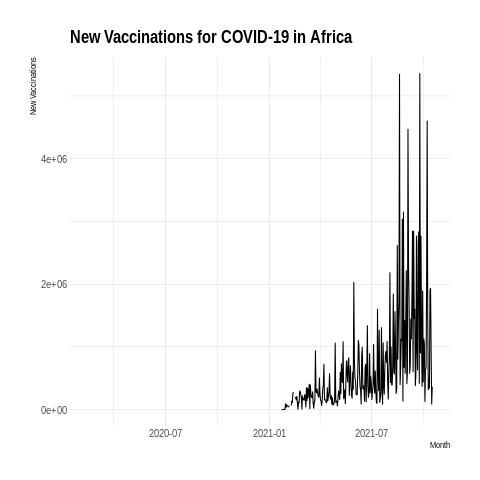 New Vaccinations for COVID-19 in Africa
New Vaccinations
4e+06
2e+06
0e+00
2020-07 2021-01 2021-07
Month